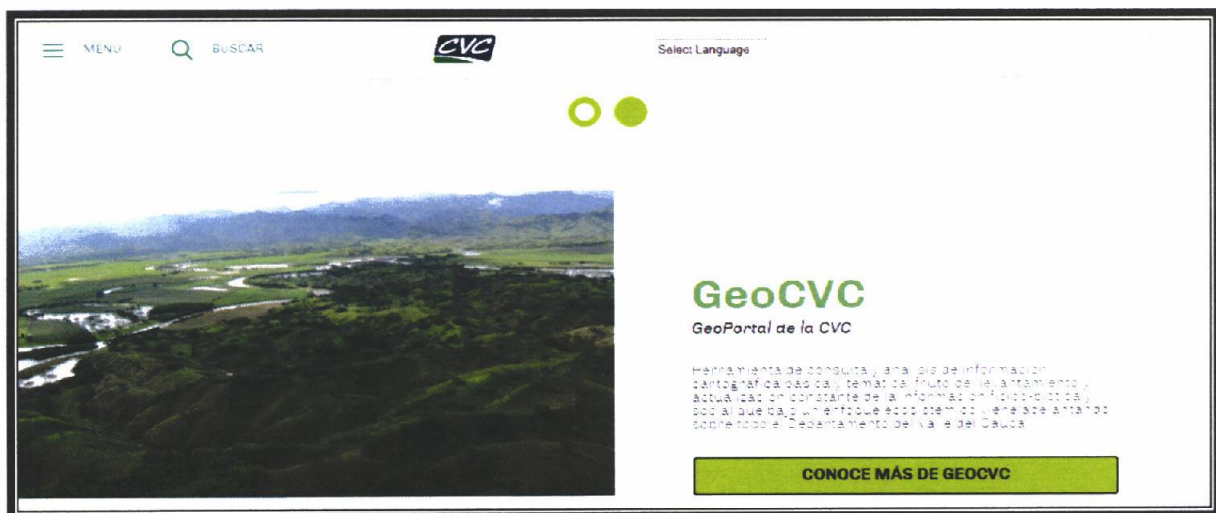 MENU
BUSCAR
CVC
Select Language
GeoCVC
GeoPortal de la CVC
Herramienta de consulta y análisis de información
cartográfica básica y temática, fruto del levantamiento y
actualización constante de la información físico-biótica y
social que bajo un enfoque ecosistémico viene adelantando
sobre todo el Departamento del Valle del Cauca
CONOCE MÁS DE GEOCVC